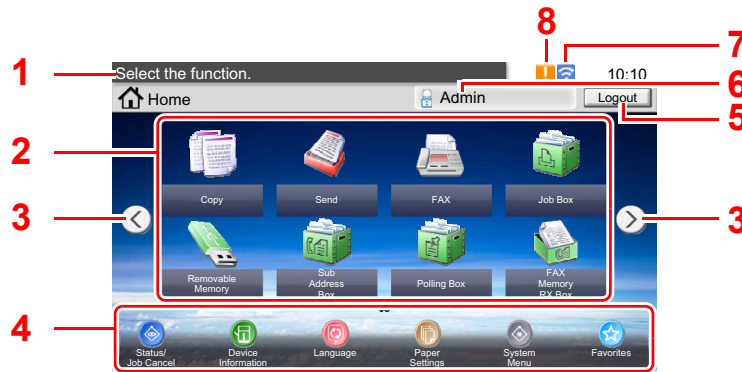 8
7
1
Select the function.
10:10
6
Home
Admin
Logout
5
2
Copy
Send
FAX
Job Box
3
3
Removable
Memory
Sub
Address
Box
Polling Box
FAX
Memory
RX Box
4
Status/
Job Cancel
Device
Information
Language
Paper
Settings
System
Menu
Favorites